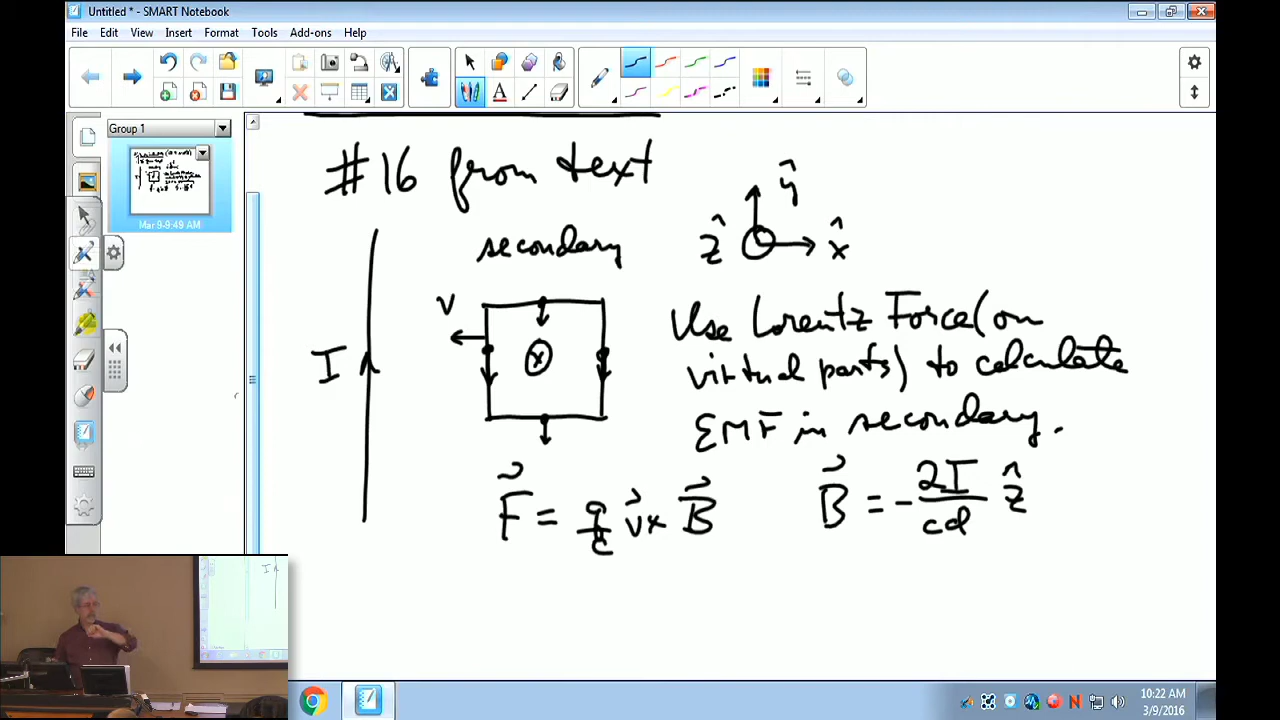 Untitled * - SMART Notebook
File Edit View Insert Format Tools Add-ons Help
Group 1
Mar 9-9:49 AM
#16 from text
secondary
ŷ
ẑ
x̂
V
I
Use Lorentz Force (on
virtual parts) to calculate
EMF in secondary.
F⃗ = q/c v⃗ x B⃗
B⃗ = - 2I/cd ẑ
I
10:22 AM
3/9/2016